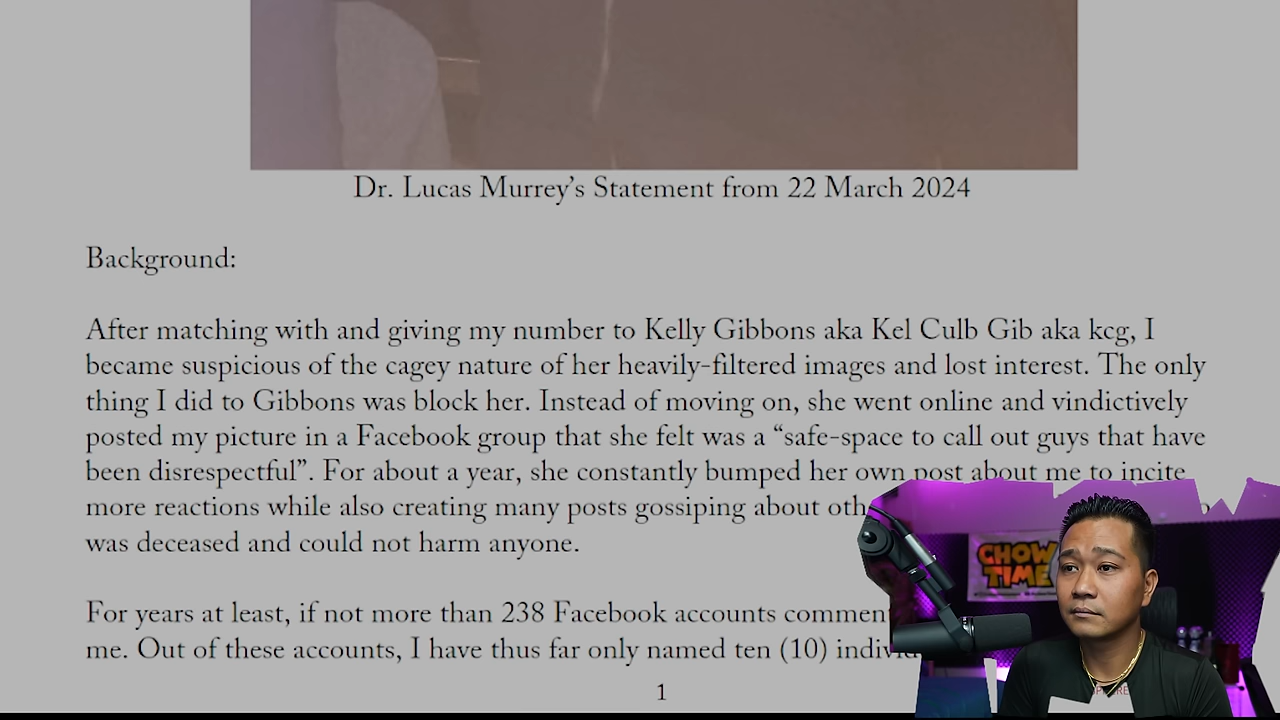 Dr. Lucas Murrey’s Statement from 22 March 2024
Background:
After matching with and giving my number to Kelly Gibbons aka Kel Culb Gib aka kcg, I
became suspicious of the cagey nature of her heavily-filtered images and lost interest. The only
thing I did to Gibbons was block her. Instead of moving on, she went online and vindictively
posted my picture in a Facebook group that she felt was a “safe-space to call out guys that have
been disrespectful”. For about a year, she constantly bumped her own post about me to incite
more reactions while also creating many posts gossiping about oth
was deceased and could not harm anyone.
For years at least, if not more than 238 Facebook accounts commen
me. Out of these accounts, I have thus far only named ten (10) indivi
1
CHOW
TIME